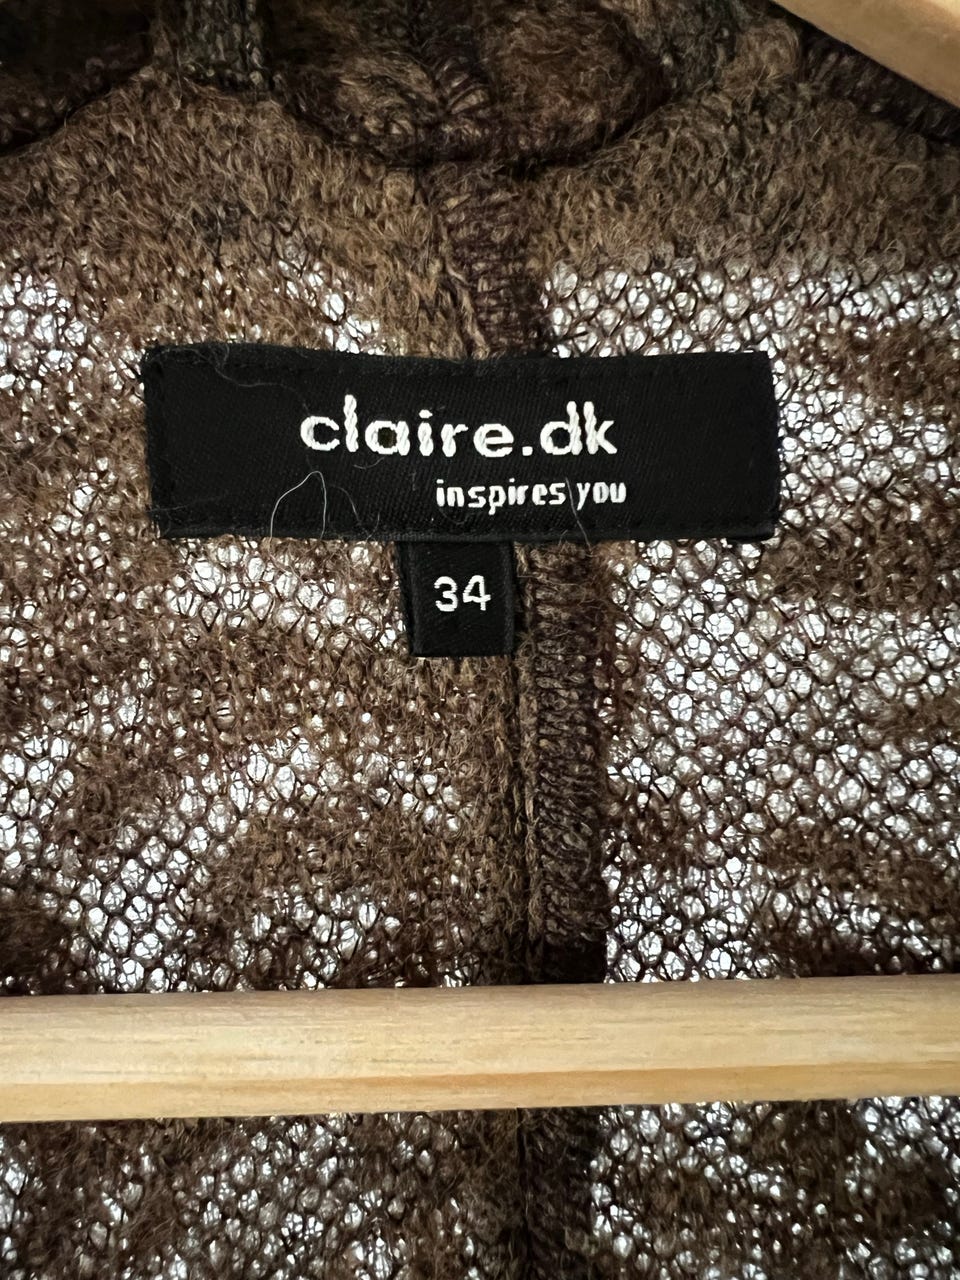 claire.dk
inspires you
34